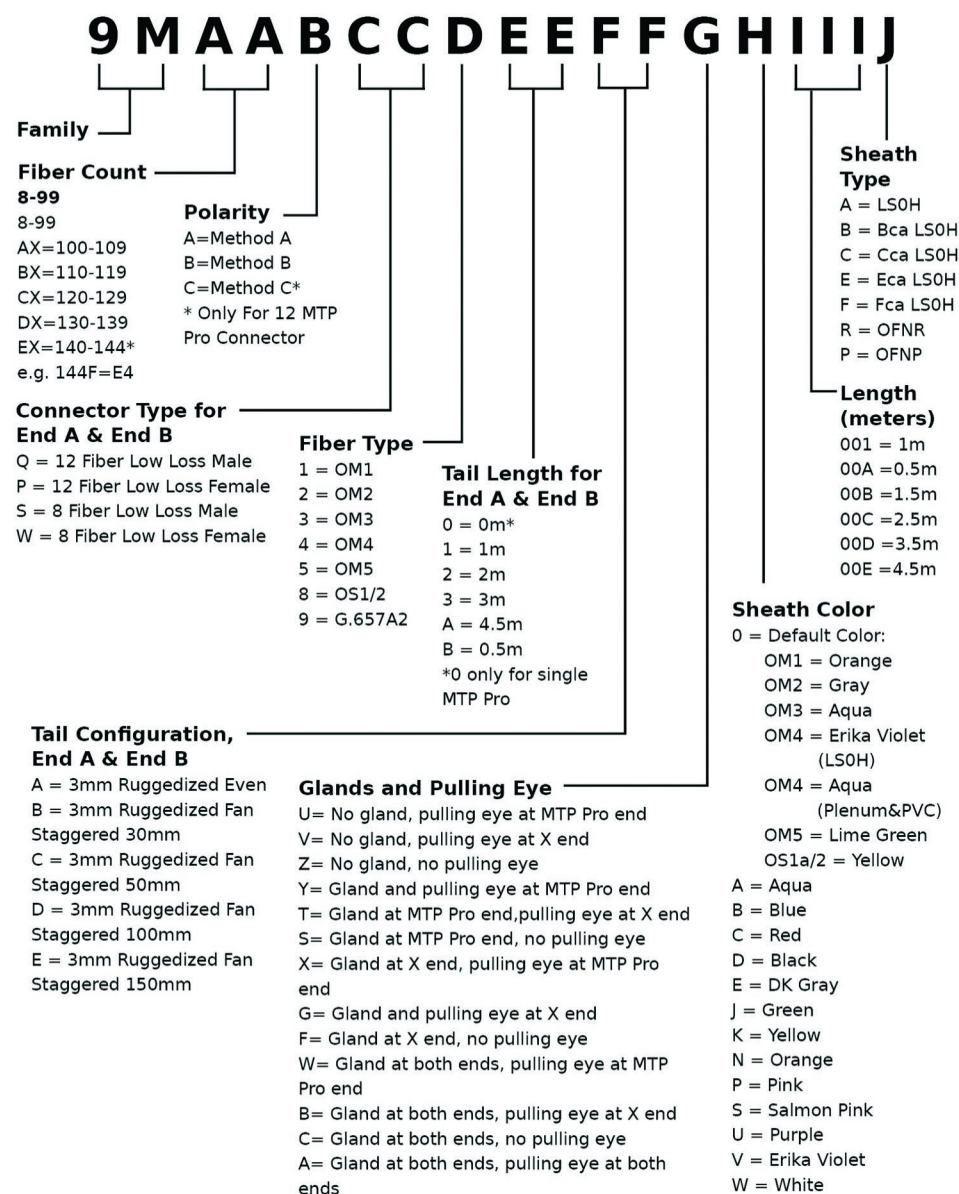 9MAABCCDEEFFGHIIIJ
Family
Fiber Count
8-99
8-99
AX=100-109
BX=110-119
CX=120-129
DX=130-139
EX=140-144*
e.g. 144F=E4
Polarity
A=Method A
B=Method B
C=Method C*
* Only For 12 MTP
Pro Connector
Sheath
Type
A = LS0H
B = Bca LS0H
C = Cca LS0H
E = Eca LS0H
F = Fca LS0H
R = OFNR
P = OFNP
Connector Type for
End A & End B
Q = 12 Fiber Low Loss Male
P = 12 Fiber Low Loss Female
S = 8 Fiber Low Loss Male
W = 8 Fiber Low Loss Female
Fiber Type
1 = OM1
2 = OM2
3 = OM3
4 = OM4
5 = OM5
8 = OS1/2
9 = G.657A2
Tail Length for
End A & End B
0 = 0m*
1 = 1m
2 = 2m
3 = 3m
A = 4.5m
B = 0.5m
*0 only for single
MTP Pro
Length
(meters)
001 = 1m
00A =0.5m
00B =1.5m
00C =2.5m
00D =3.5m
00E =4.5m
Tail Configuration,
End A & End B
A = 3mm Ruggedized Even
B = 3mm Ruggedized Fan
Staggered 30mm
C = 3mm Ruggedized Fan
Staggered 50mm
D = 3mm Ruggedized Fan
Staggered 100mm
E = 3mm Ruggedized Fan
Staggered 150mm
Glands and Pulling Eye
U= No gland, pulling eye at MTP Pro end
V= No gland, pulling eye at X end
Z= No gland, no pulling eye
Y= Gland and pulling eye at MTP Pro end
T= Gland at MTP Pro end,pulling eye at X end
S= Gland at MTP Pro end, no pulling eye
X= Gland at X end, pulling eye at MTP Pro
end
G= Gland and pulling eye at X end
F= Gland at X end, no pulling eye
W= Gland at both ends, pulling eye at MTP
Pro end
B= Gland at both ends, pulling eye at X end
C= Gland at both ends, no pulling eye
A= Gland at both ends, pulling eye at both
ends
Sheath Color
0 = Default Color:
OM1 = Orange
OM2 = Gray
OM3 = Aqua
OM4 = Erika Violet
(LS0H)
OM4 = Aqua
(Plenum&PVC)
OM5 = Lime Green
OS1a/2 = Yellow
A = Aqua
B = Blue
C = Red
D = Black
E = DK Gray
J = Green
K = Yellow
N = Orange
P = Pink
S = Salmon Pink
U = Purple
V = Erika Violet
W = White